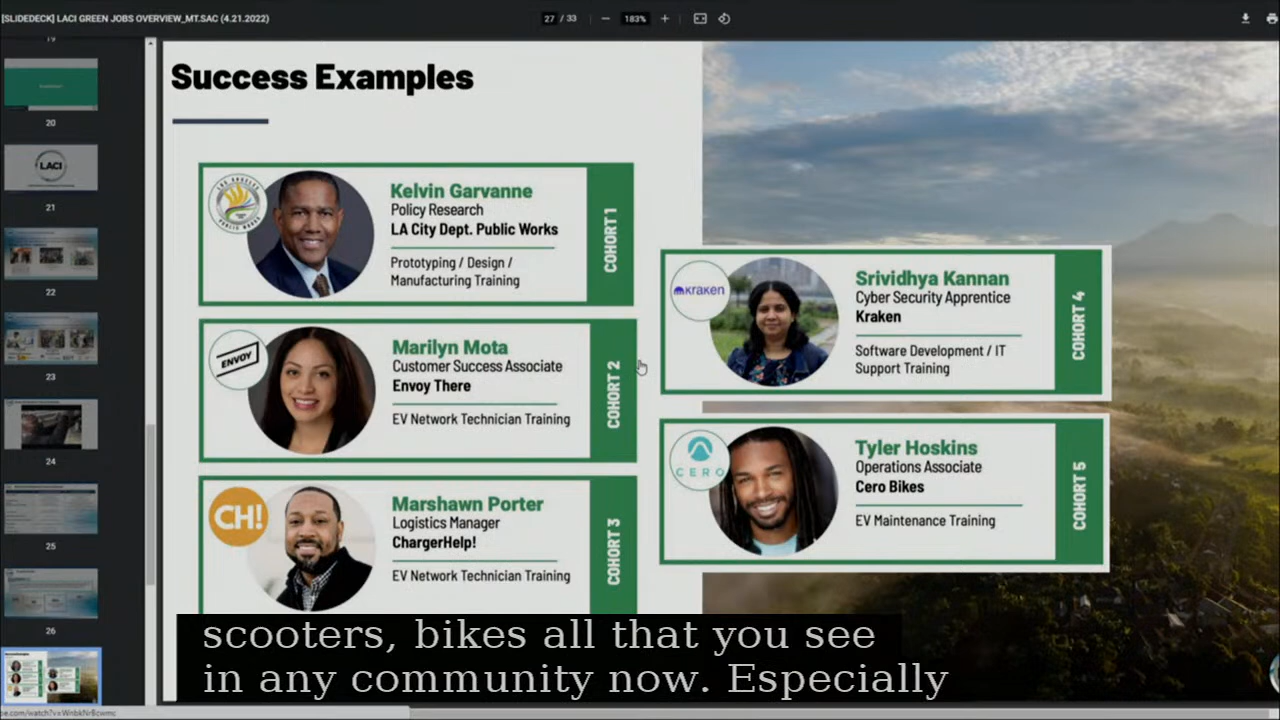 [SLIDEDECK] LACI GREEN JOBS OVERVIEW_MT.SAC (4.21.2022)
27 / 33
183%
19
20
LACI
21
22
23
24
25
26
Success Examples
LOS ANGELES
PUBLIC WORKS
Kelvin Garvanne
Policy Research
LA City Dept. Public Works
Prototyping / Design /
Manufacturing Training
COHORT 1
ENVOY
Marilyn Mota
Customer Success Associate
Envoy There
EV Network Technician Training
COHORT 2
CH!
Marshawn Porter
Logistics Manager
ChargerHelp!
EV Network Technician Training
COHORT 3
kraken
Srividhya Kannan
Cyber Security Apprentice
Kraken
Software Development / IT
Support Training
COHORT 4
CERO
Tyler Hoskins
Operations Associate
Cero Bikes
EV Maintenance Training
COHORT 5
scooters, bikes all that you see
in any community now. Especially